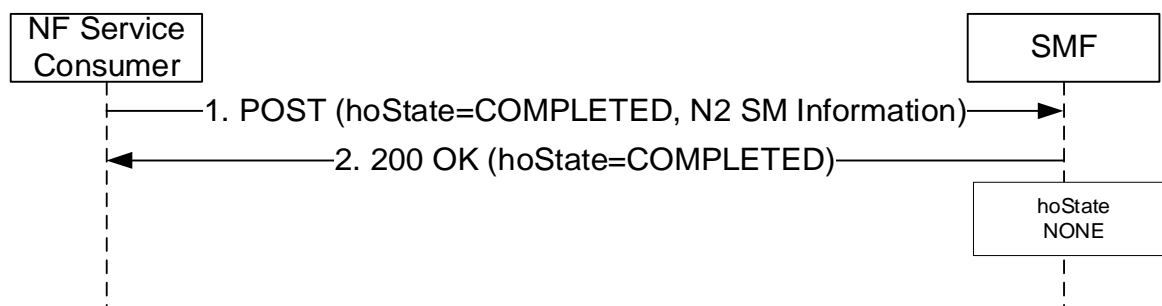 NF Service
Consumer
SMF
1. POST (hoState=COMPLETED, N2 SM Information)
2. 200 OK (hoState=COMPLETED)
hoState
NONE